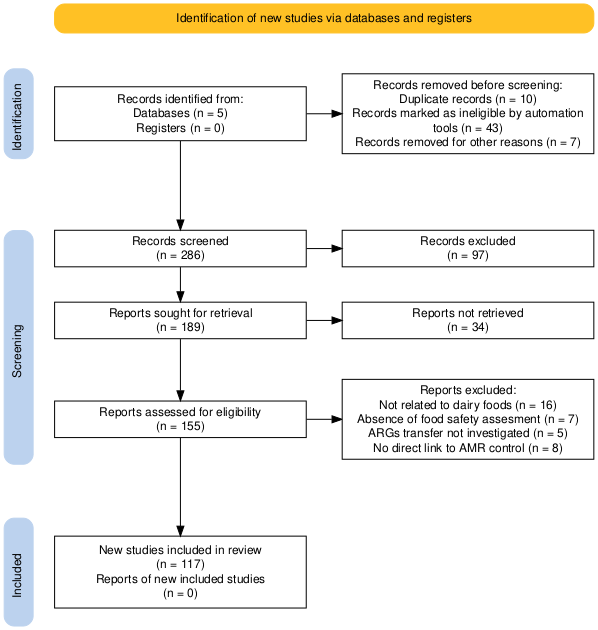 Identification of new studies via databases and registers
Identification
Records identified from:
Databases (n = 5)
Registers (n = 0)
Records removed before screening:
Duplicate records (n = 10)
Records marked as ineligible by automation
tools (n = 43)
Records removed for other reasons (n = 7)
Screening
Records screened
(n = 286)
Records excluded
(n = 97)
Reports sought for retrieval
(n = 189)
Reports not retrieved
(n = 34)
Reports assessed for eligibility
(n = 155)
Reports excluded:
Not related to dairy foods (n = 16)
Absence of food safety assesment (n = 7)
ARGs transfer not investigated (n = 5)
No direct link to AMR control (n = 8)
Included
New studies included in review
(n = 117)
Reports of new included studies
(n = 0)